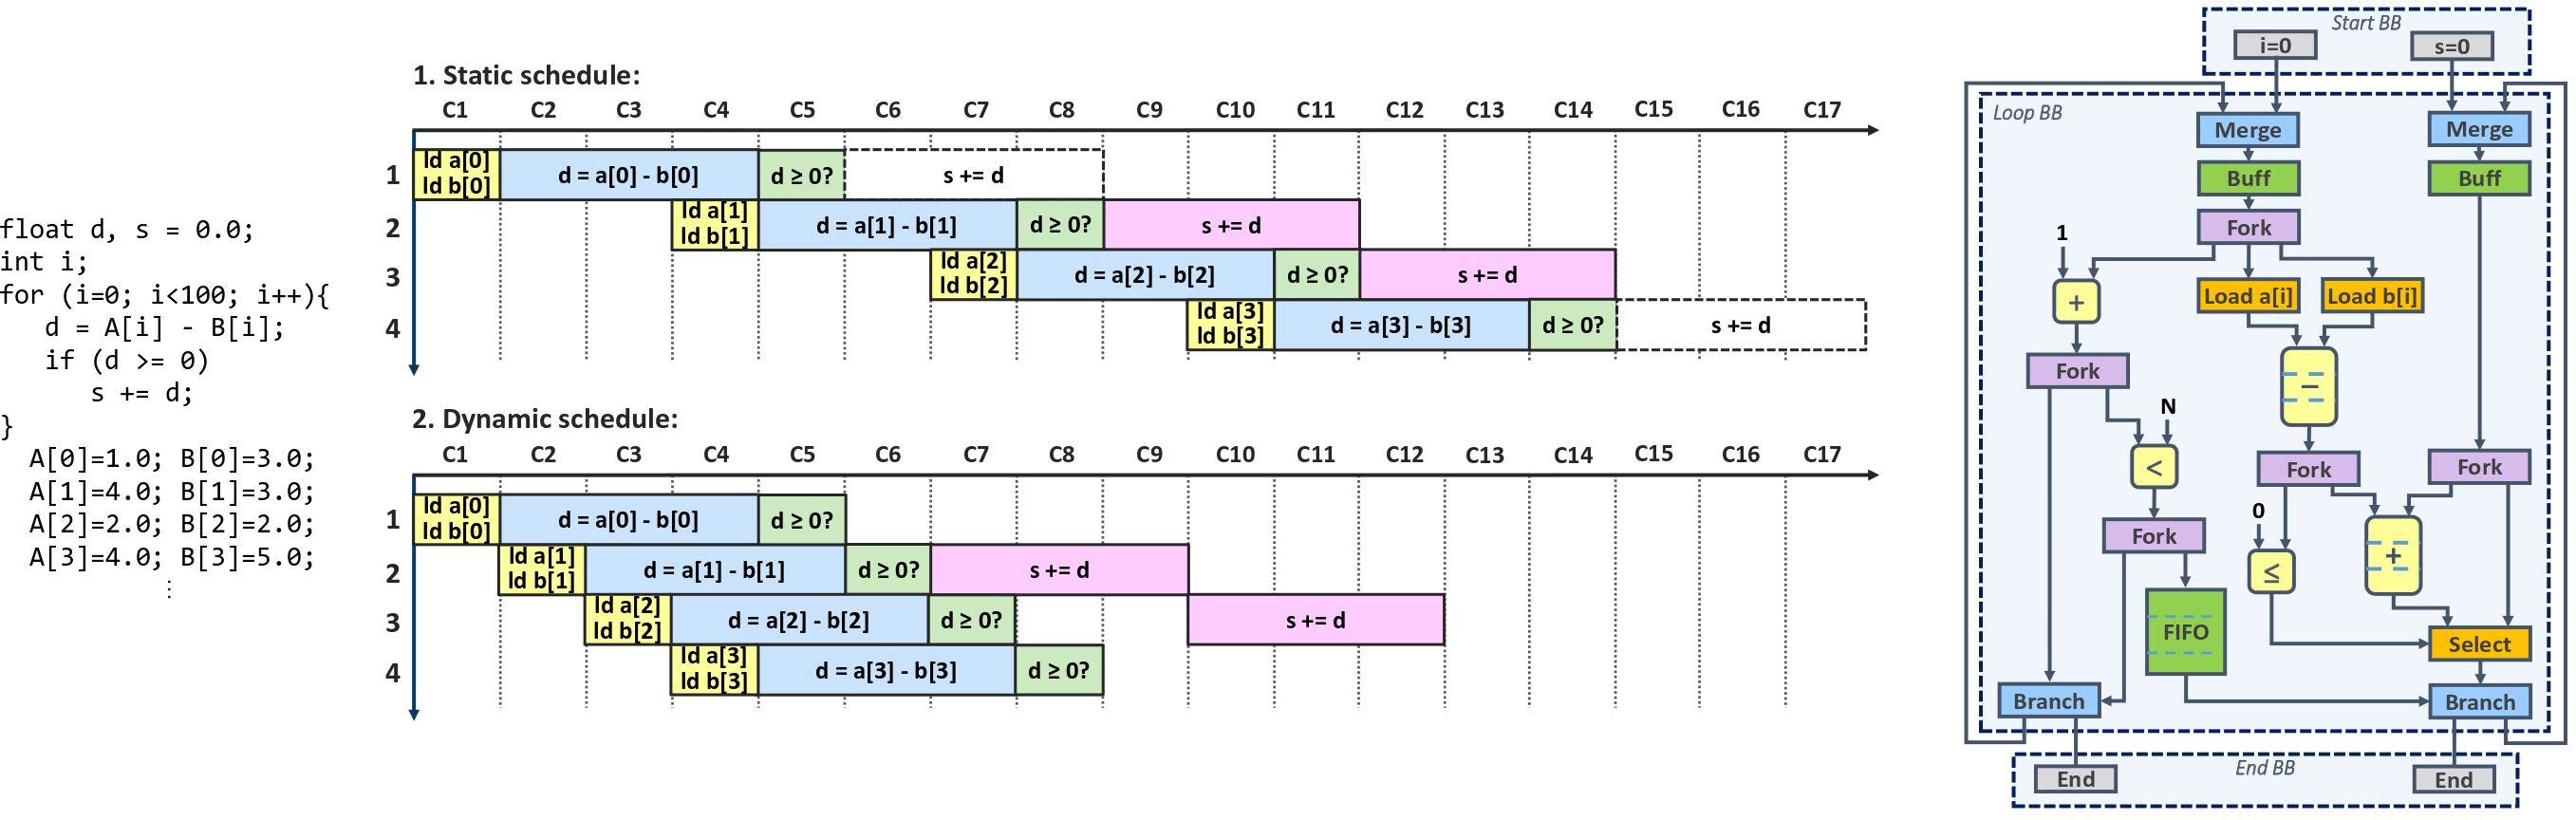 float d, s = 0.0;
int i;
for (i=0; i<100; i++){
d = A[i] - B[i];
if (d >= 0)
s += d;
}
A[0]=1.0; B[0]=3.0;
A[1]=4.0; B[1]=3.0;
A[2]=2.0; B[2]=2.0;
A[3]=4.0; B[3]=5.0;
⋮
1. Static schedule:
C1 C2 C3 C4 C5 C6 C7 C8 C9 C10 C11 C12 C13 C14 C15 C16 C17
1
ld a[0]
ld b[0]
d = a[0] - b[0]
d ≥ 0?
s += d
2
ld a[1]
ld b[1]
d = a[1] - b[1]
d ≥ 0?
s += d
3
ld a[2]
ld b[2]
d = a[2] - b[2]
d ≥ 0?
s += d
4
ld a[3]
ld b[3]
d = a[3] - b[3]
d ≥ 0?
s += d
2. Dynamic schedule:
C1 C2 C3 C4 C5 C6 C7 C8 C9 C10 C11 C12 C13 C14 C15 C16 C17
1
ld a[0]
ld b[0]
d = a[0] - b[0]
d ≥ 0?
2
ld a[1]
ld b[1]
d = a[1] - b[1]
d ≥ 0?
s += d
3
ld a[2]
ld b[2]
d = a[2] - b[2]
d ≥ 0?
s += d
4
ld a[3]
ld b[3]
d = a[3] - b[3]
d ≥ 0?
Start BB
i=0
s=0
Loop BB
Merge
Merge
Buff
Buff
Fork
1
+
Load a[i]
Load b[i]
Fork
−
N
<
Fork
Fork
0
Fork
≤
+
FIFO
Select
Branch
Branch
End BB
End
End